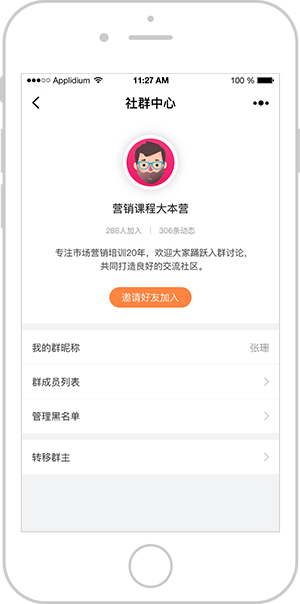 Applidium
11:27 AM
100 %
社群中心
营销课程大本营
288人加入 | 306条动态
专注市场营销培训20年，欢迎大家踊跃入群讨论，
共同打造良好的交流社区。
邀请好友加入
我的群昵称 张珊
群成员列表
管理黑名单
转移群主